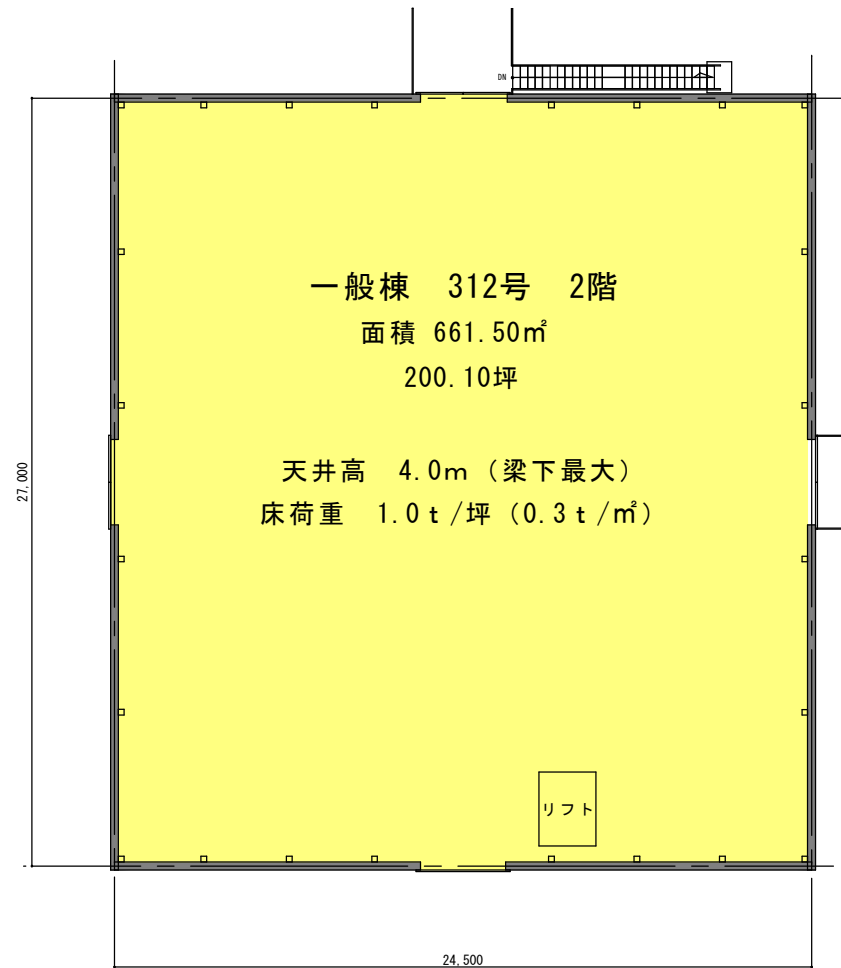 DN
一般棟　312号　2階
面積 661.50㎡
200.10坪
27,000
天井高　4.0m（梁下最大）
床荷重　1.0ｔ/坪（0.3ｔ/㎡）
リフト
24,500